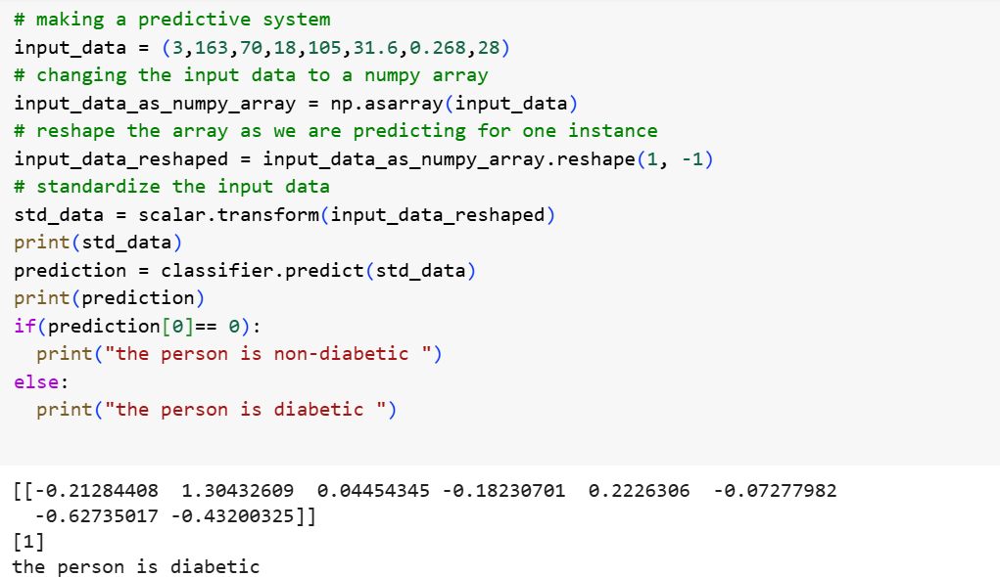 # making a predictive system
input_data = (3,163,70,18,105,31.6,0.268,28)
# changing the input data to a numpy array
input_data_as_numpy_array = np.asarray(input_data)
# reshape the array as we are predicting for one instance
input_data_reshaped = input_data_as_numpy_array.reshape(1, -1)
# standardize the input data
std_data = scalar.transform(input_data_reshaped)
print(std_data)
prediction = classifier.predict(std_data)
print(prediction)
if(prediction[0]== 0):
  print("the person is non-diabetic ")
else:
  print("the person is diabetic ")
[[-0.21284408  1.30432609  0.04454345 -0.18230701  0.2226306  -0.07277982
  -0.62735017 -0.43200325]]
[1]
the person is diabetic